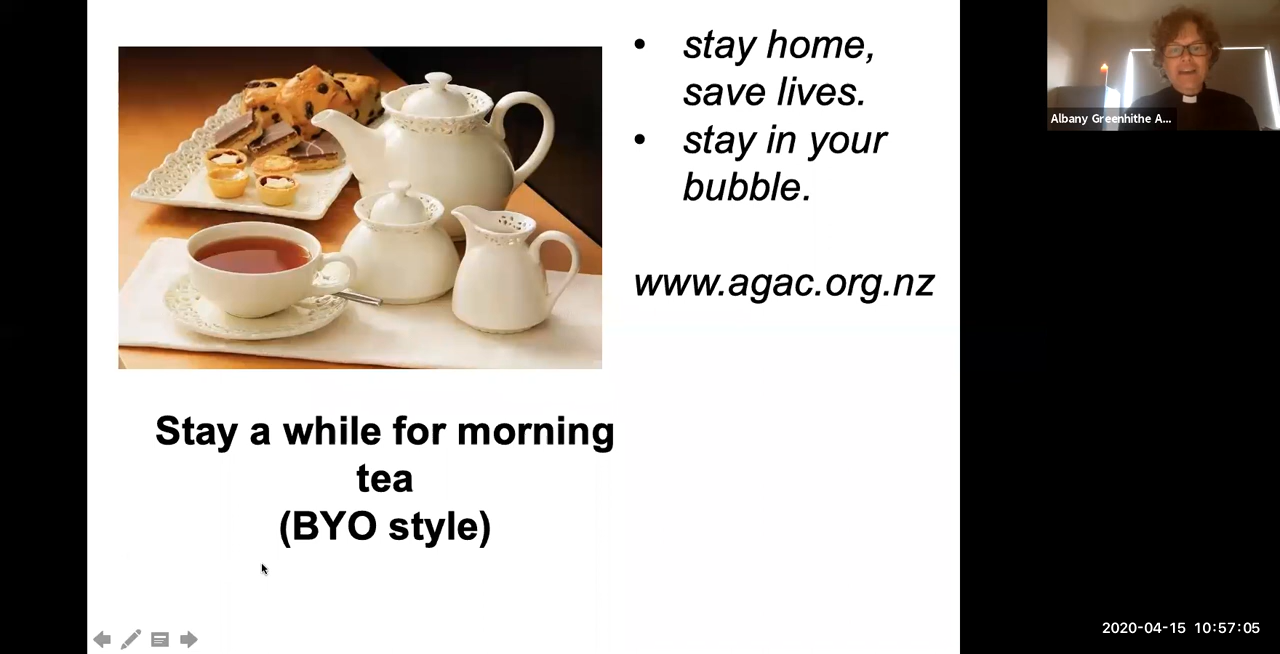 • stay home,
save lives.
• stay in your
bubble.
www.agac.org.nz
Stay a while for morning
tea
(BYO style)
Albany Greenhithe A...
2020-04-15 10:57:05